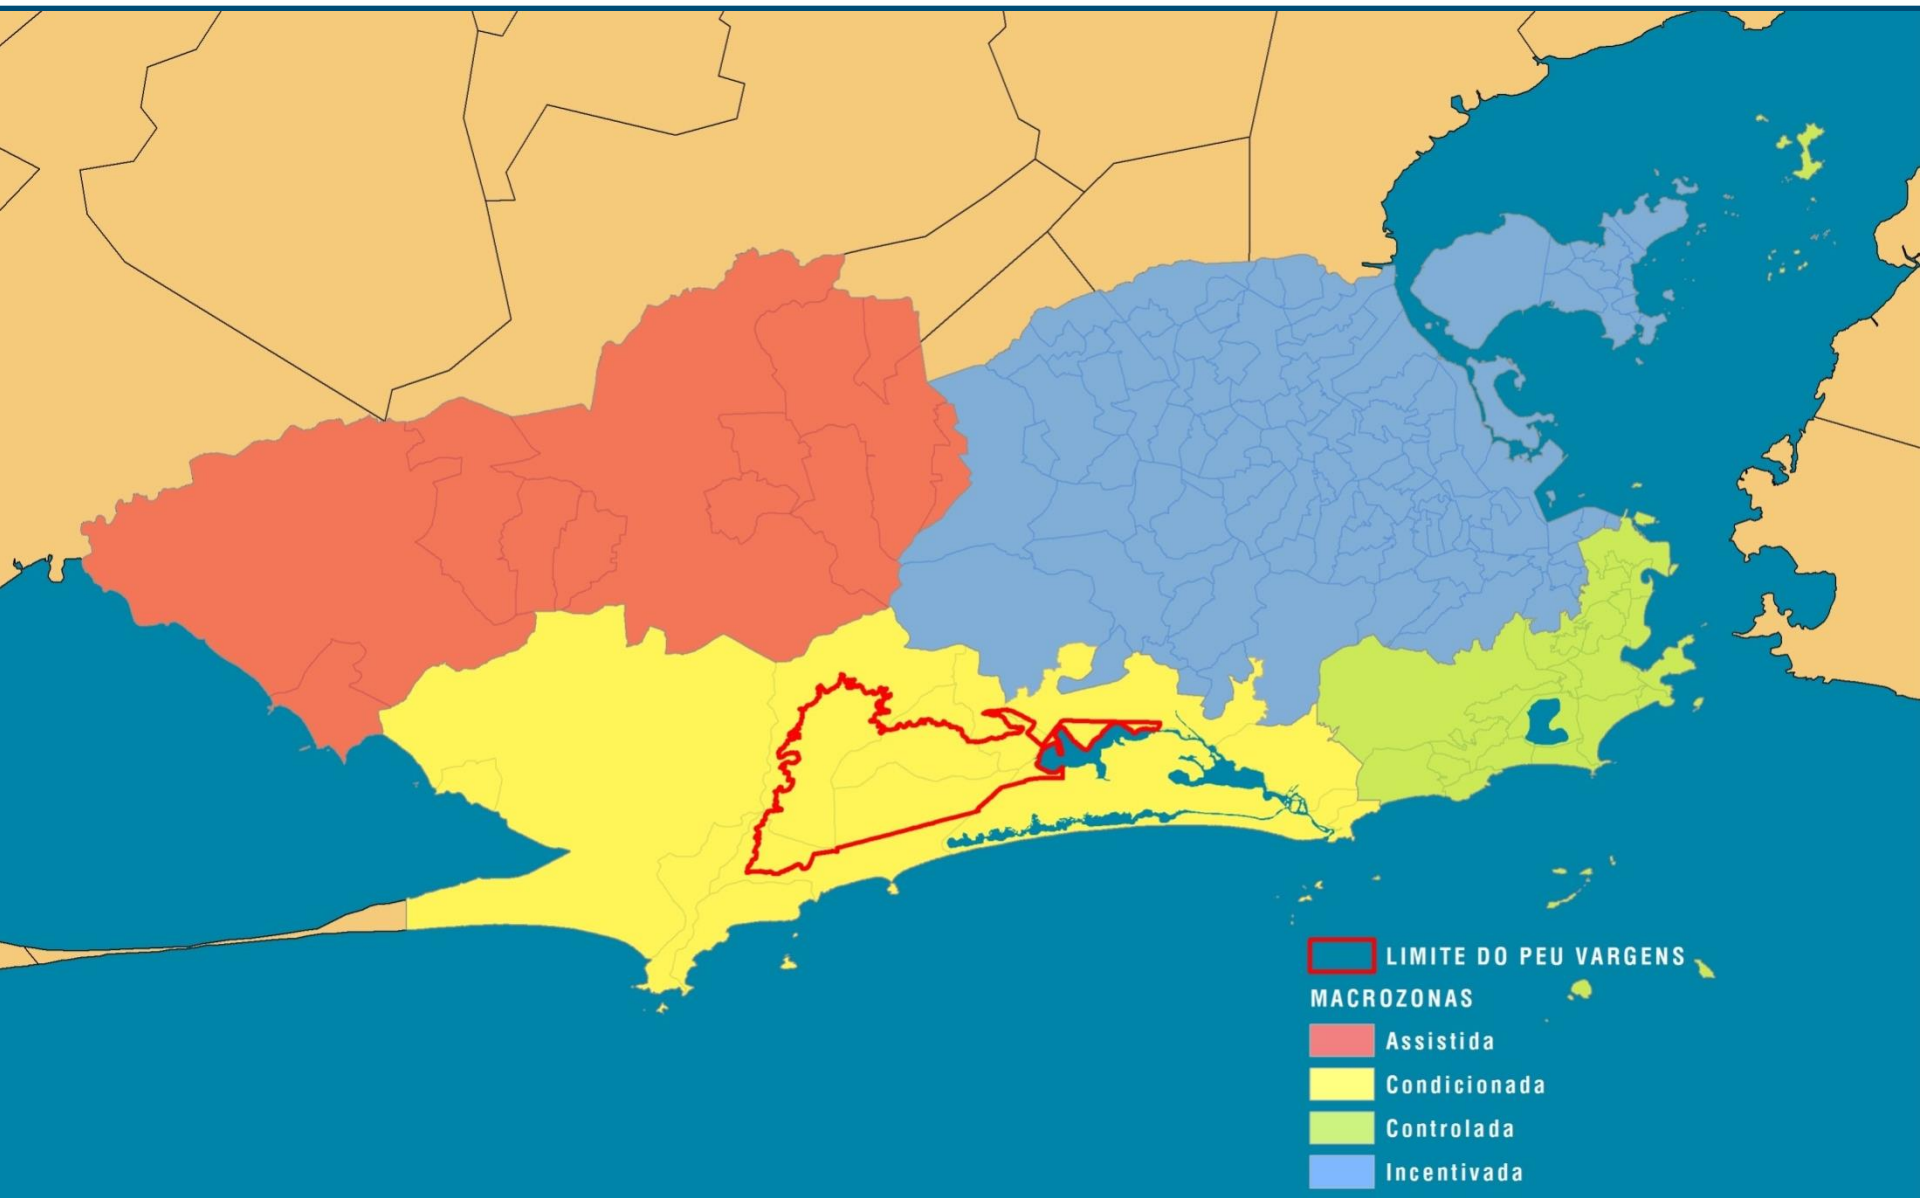 LIMITE DO PEU VARGENS
MACROZONAS
Assistida
Condicionada
Controlada
Incentivada